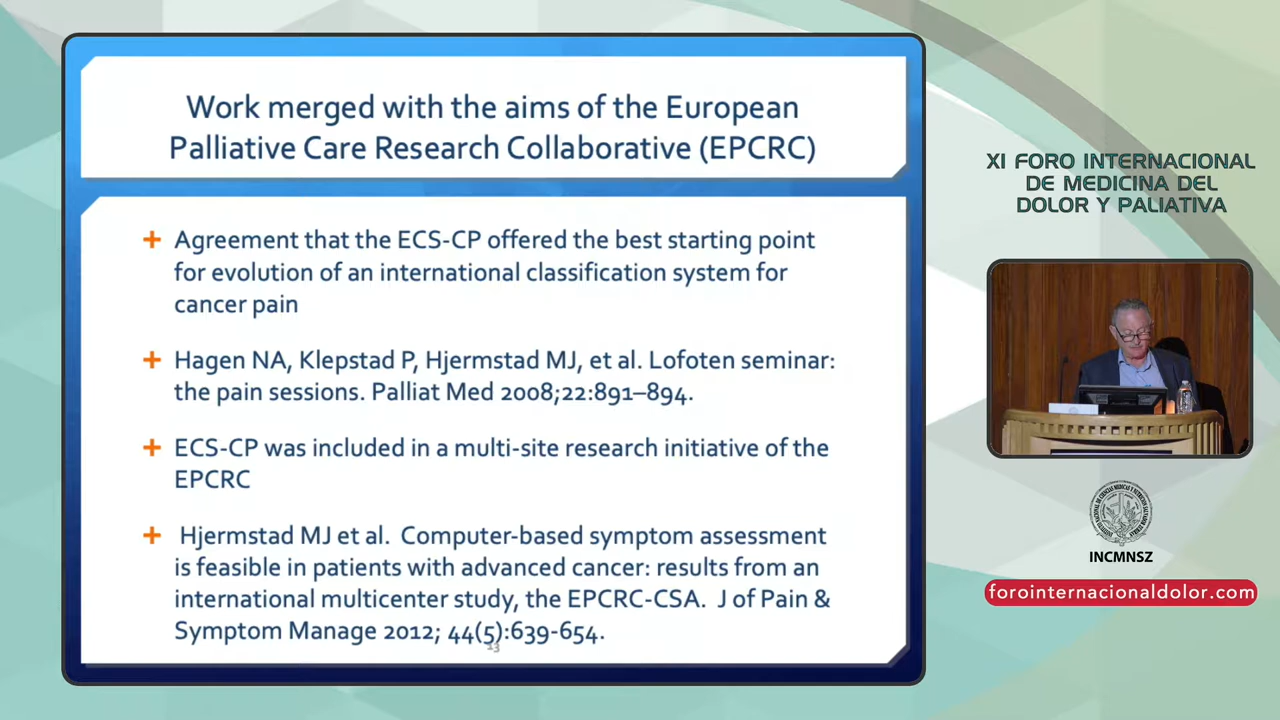 Work merged with the aims of the European
Palliative Care Research Collaborative (EPCRC)
+ Agreement that the ECS-CP offered the best starting point
for evolution of an international classification system for
cancer pain
+ Hagen NA, Klepstad P, Hjermstad MJ, et al. Lofoten seminar:
the pain sessions. Palliat Med 2008;22:891–894.
+ ECS-CP was included in a multi-site research initiative of the
EPCRC
+ Hjermstad MJ et al. Computer-based symptom assessment
is feasible in patients with advanced cancer: results from an
international multicenter study, the EPCRC-CSA. J of Pain &
Symptom Manage 2012; 44(5):639-654.
13
XI FORO INTERNACIONAL
DE MEDICINA DEL
DOLOR Y PALIATIVA
INCMNSZ
forointernacionaldolor.com